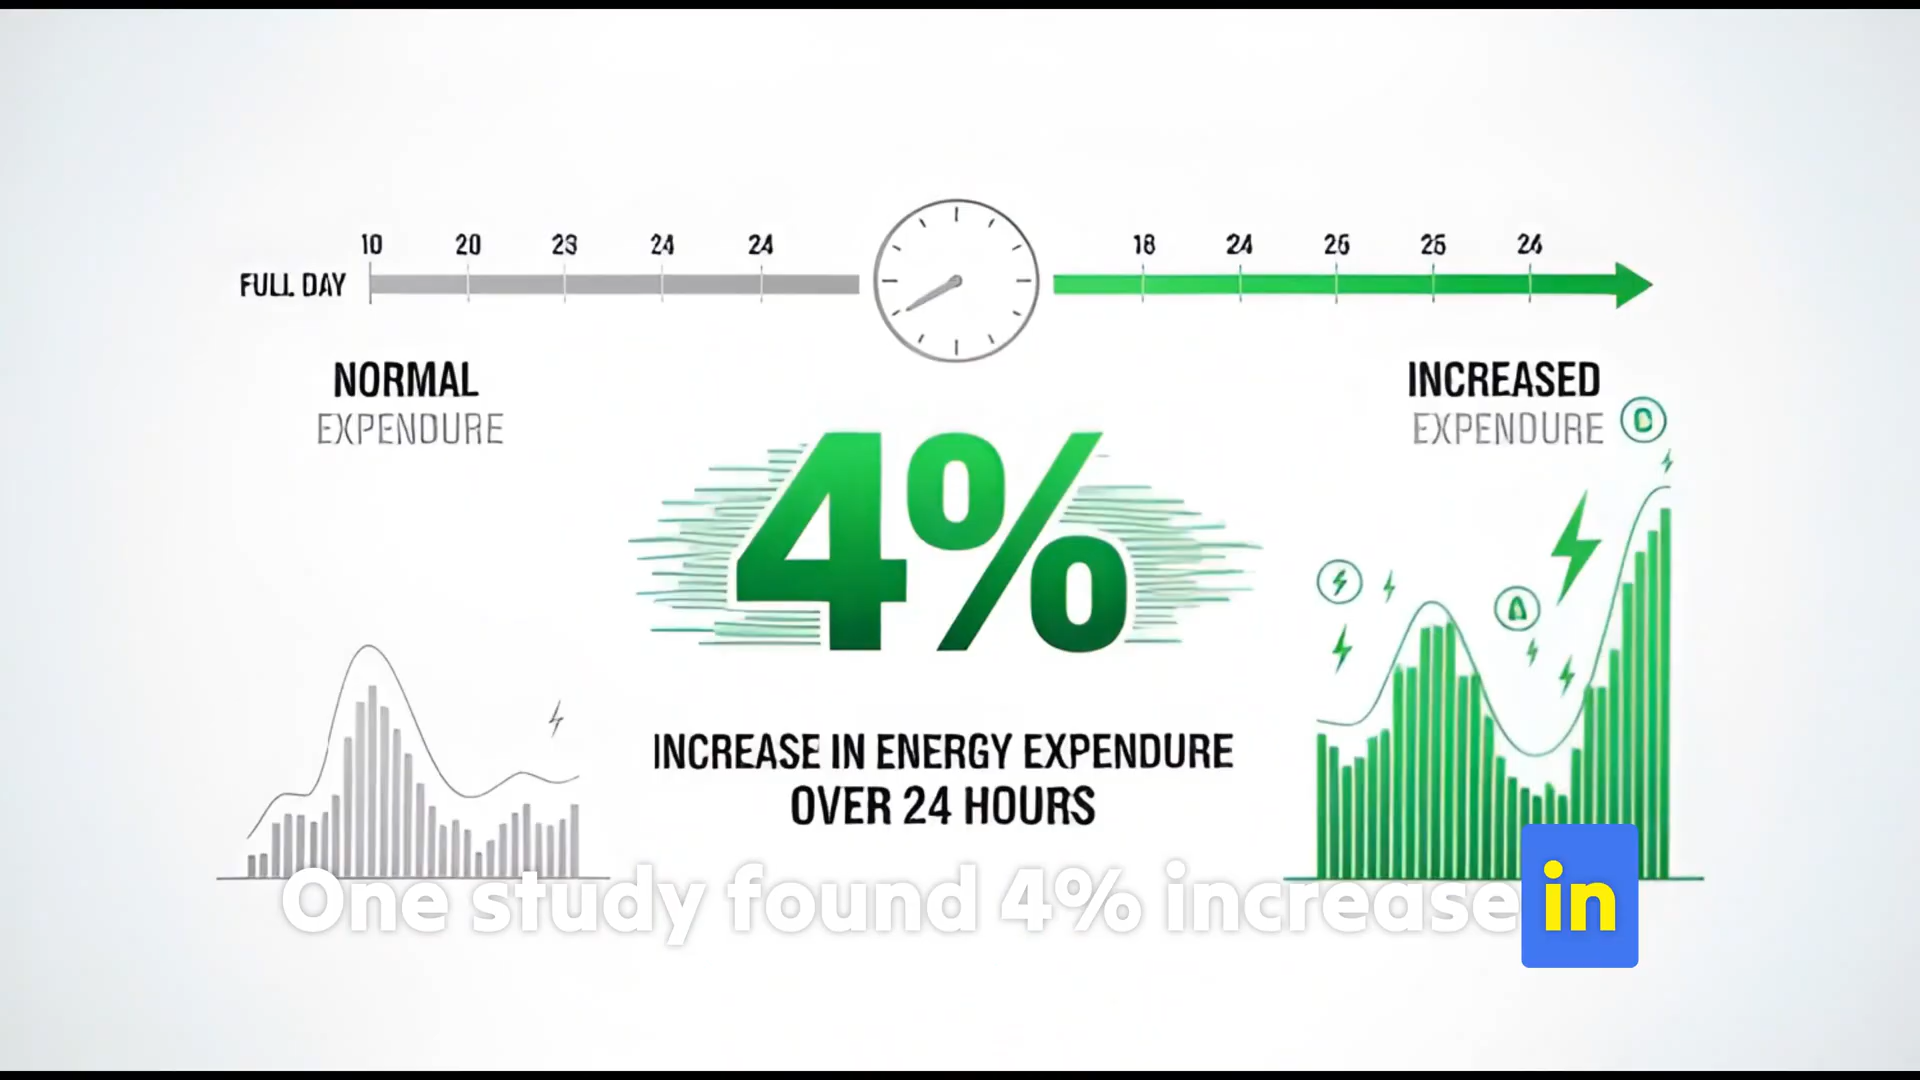 10 20 23 24 24 18 24 26 25 24
FULL DAY
NORMAL
EXPENDURE
INCREASED
EXPENDURE
4%
INCREASE IN ENERGY EXPENDURE
OVER 24 HOURS
One study found 4% increase in